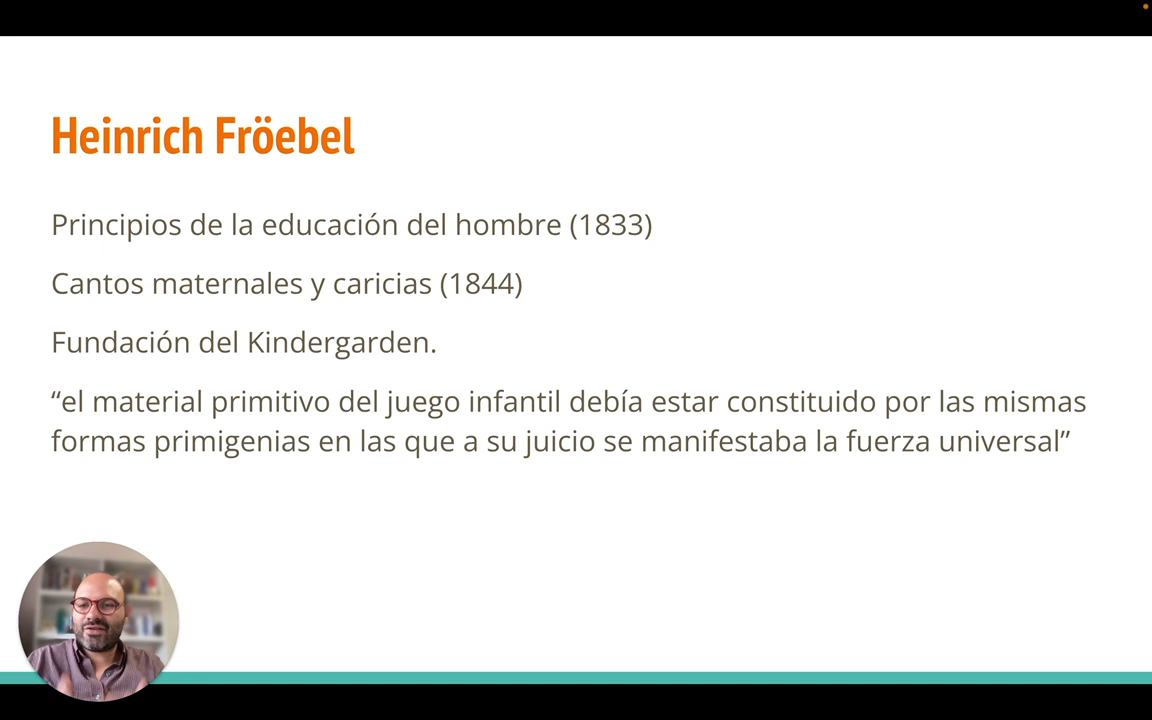 Heinrich Fröebel
Principios de la educación del hombre (1833)
Cantos maternales y caricias (1844)
Fundación del Kindergarden.
“el material primitivo del juego infantil debía estar constituido por las mismas
formas primigenias en las que a su juicio se manifestaba la fuerza universal”